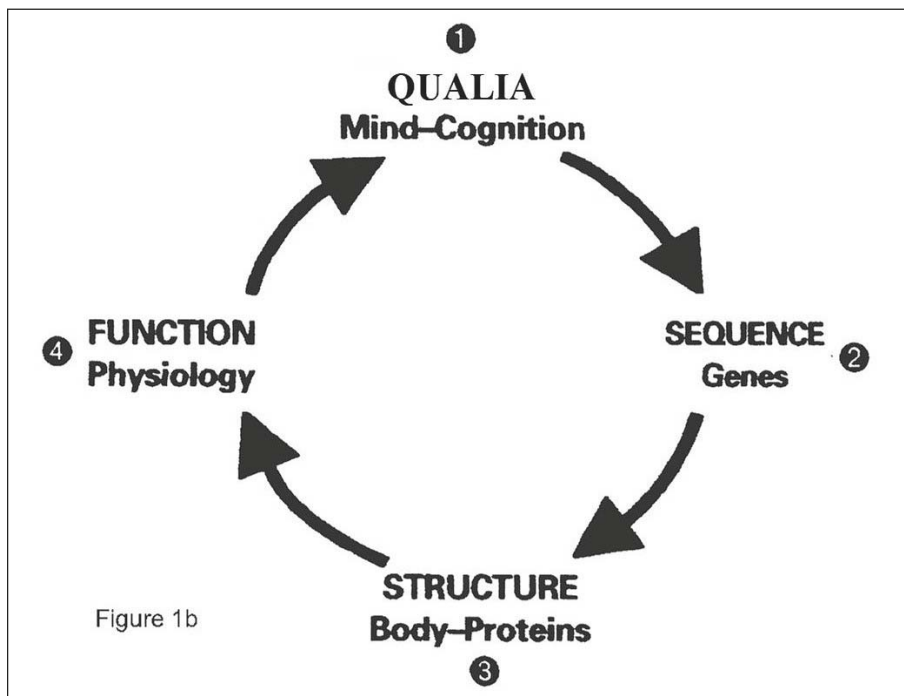 1
QUALIA
Mind–Cognition
SEQUENCE
2
Genes
STRUCTURE
Body–Proteins
3
FUNCTION
4
Physiology
Figure 1b